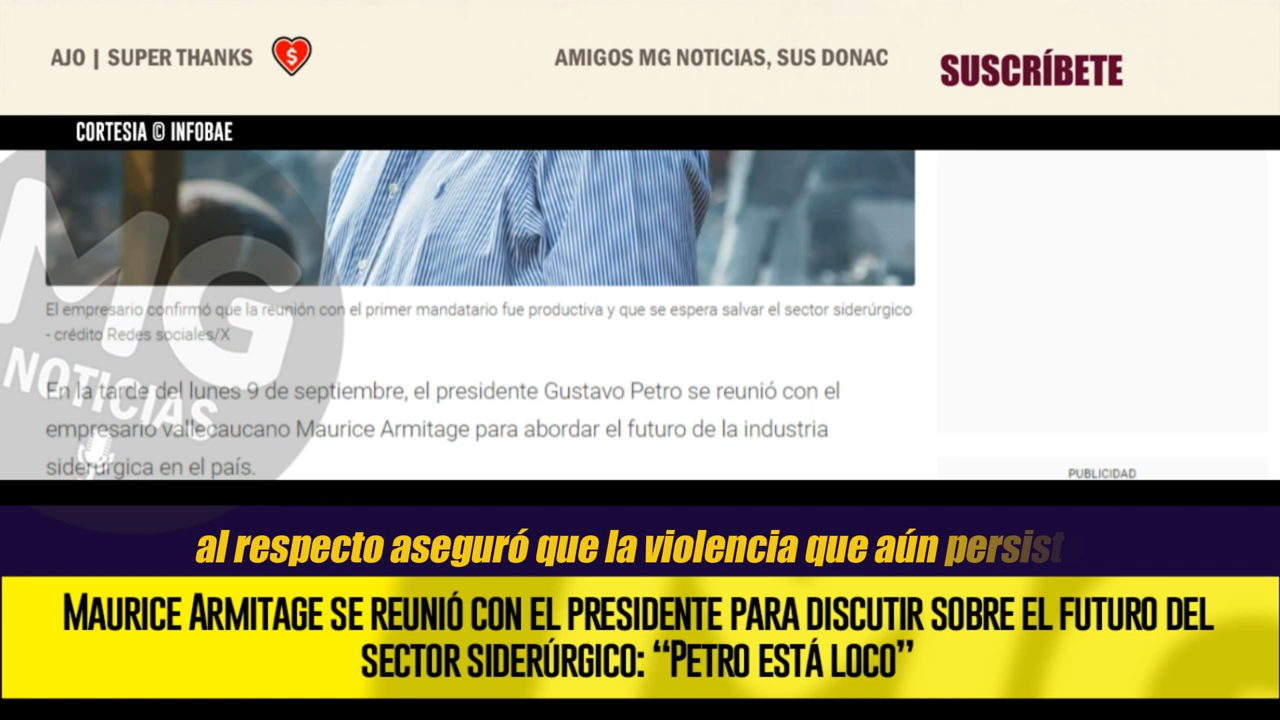 AJO | SUPER THANKS $ AMIGOS MG NOTICIAS, SUS DONAC SUSCRÍBETE
CORTESIA © INFOBAE
MG
NOTICIAS
El empresario confirmó que la reunión con el primer mandatario fue productiva y que se espera salvar el sector siderúrgico
- crédito Redes sociales/X
En la tarde del lunes 9 de septiembre, el presidente Gustavo Petro se reunió con el
empresario vallecaucano Maurice Armitage para abordar el futuro de la industria
siderúrgica en el país.
PUBLICIDAD
al respecto aseguró que la violencia que aún persist
MAURICE ARMITAGE SE REUNIÓ CON EL PRESIDENTE PARA DISCUTIR SOBRE EL FUTURO DEL
SECTOR SIDERÚRGICO: “PETRO ESTÁ LOCO”